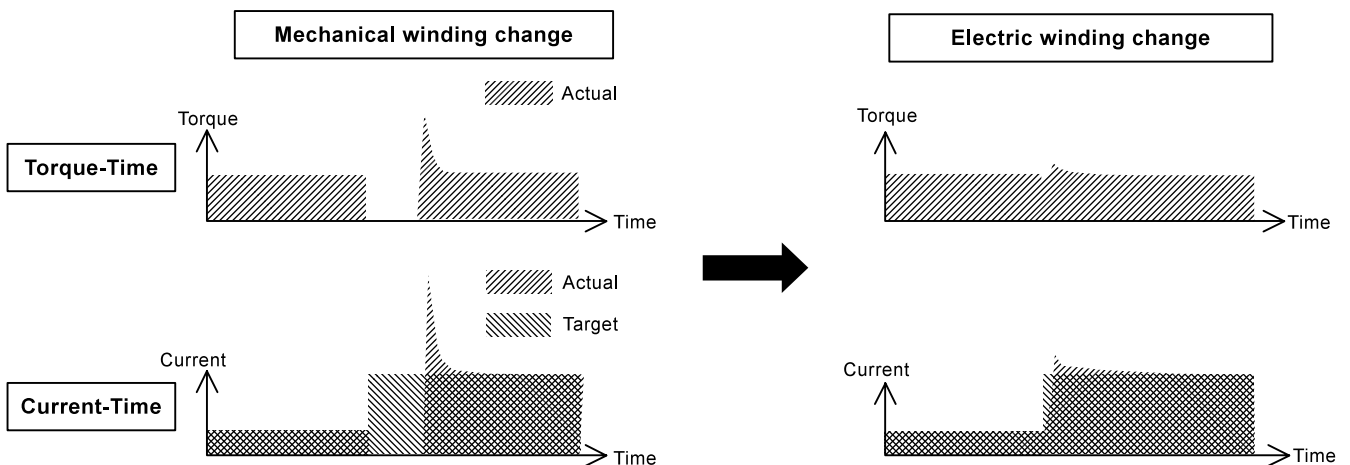 Mechanical winding change
Electric winding change
Actual
Torque
Torque
Torque-Time
Time
Time
Actual
Target
Current
Current
Current-Time
Time
Time